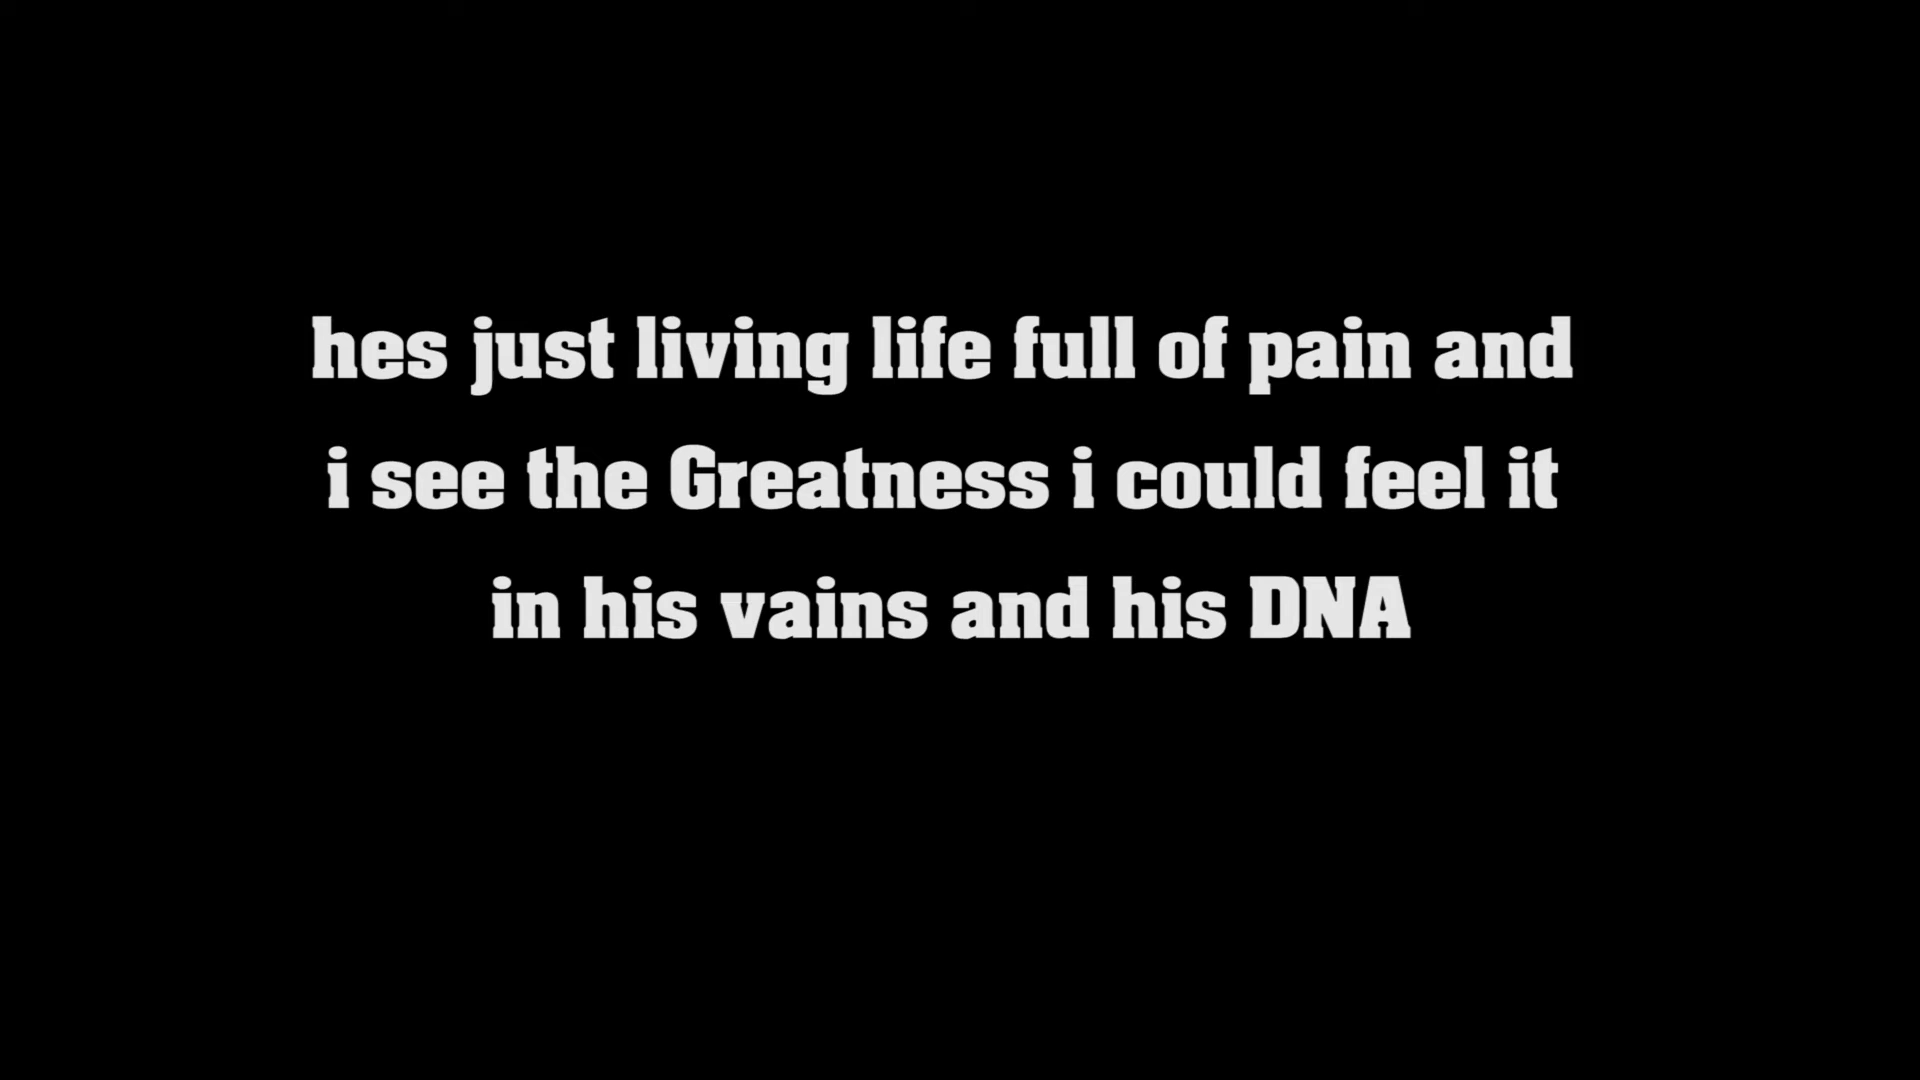 hes just living life full of pain and
i see the Greatness i could feel it
in his vains and his DNA